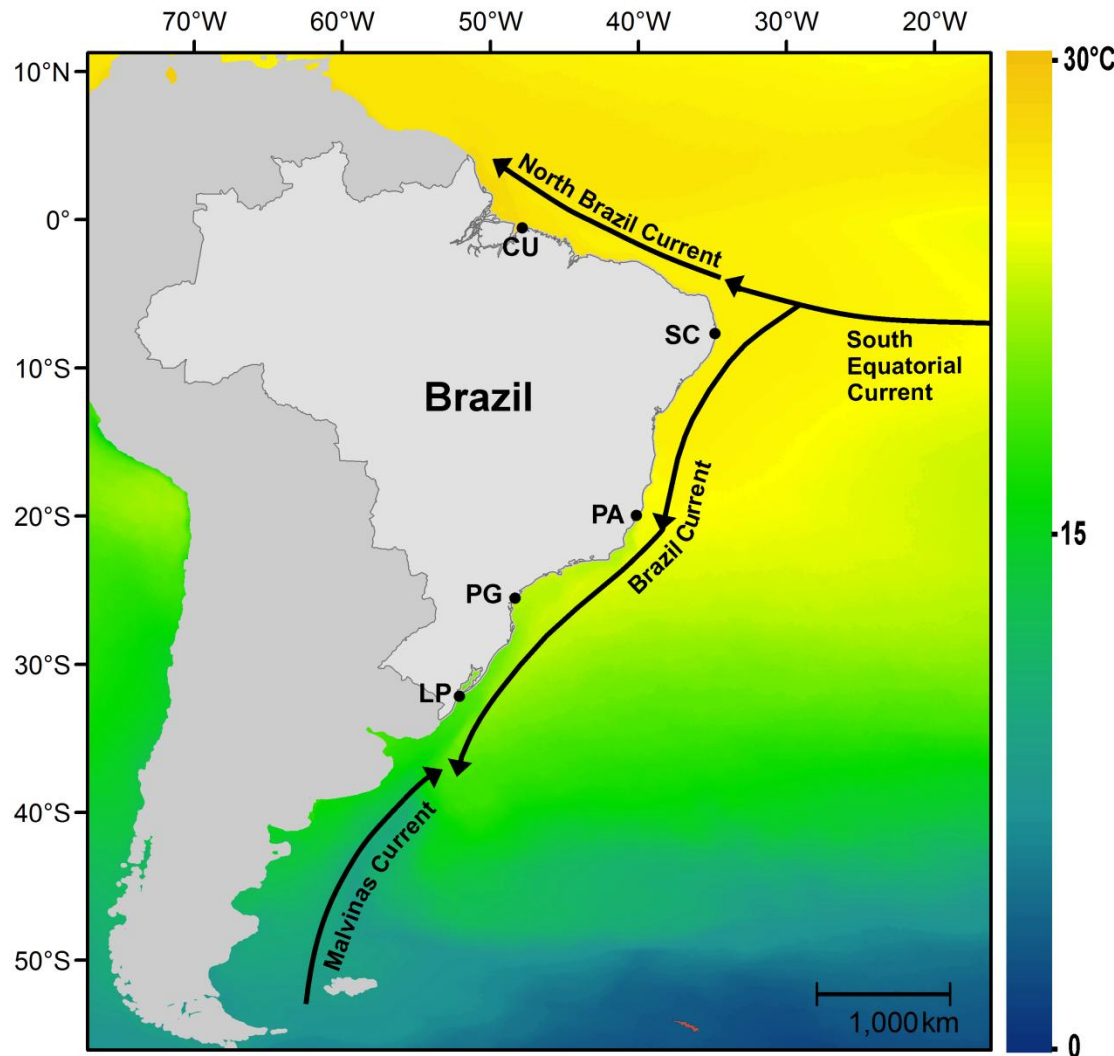 70°W 60°W 50°W 40°W 30°W 20°W
10°N
0°
10°S
20°S
30°S
40°S
50°S
North Brazil Current
CU
SC
South
Equatorial
Current
Brazil
PA
Brazil Current
PG
LP
Malvinas Current
1,000 km
30°C
15
0